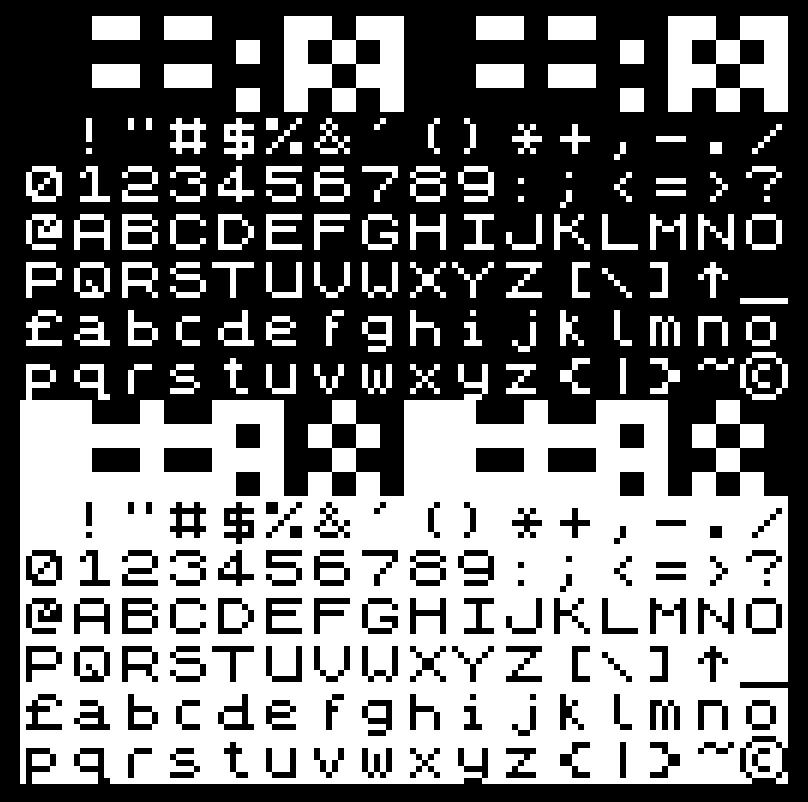 ! " # $ % & ' ( ) * + , - . /
0 1 2 3 4 5 6 7 8 9 : ; < = > ?
@ A B C D E F G H I J K L M N O
P Q R S T U V W X Y Z [ \ ] ↑ _
£ a b c d e f g h i j k l m n o
p q r s t u v w x y z { | } ~ ©
! " # $ % & ' ( ) * + , - . /
0 1 2 3 4 5 6 7 8 9 : ; < = > ?
@ A B C D E F G H I J K L M N O
P Q R S T U V W X Y Z [ \ ] ↑ _
£ a b c d e f g h i j k l m n o
p q r s t u v w x y z { | } ~ ©